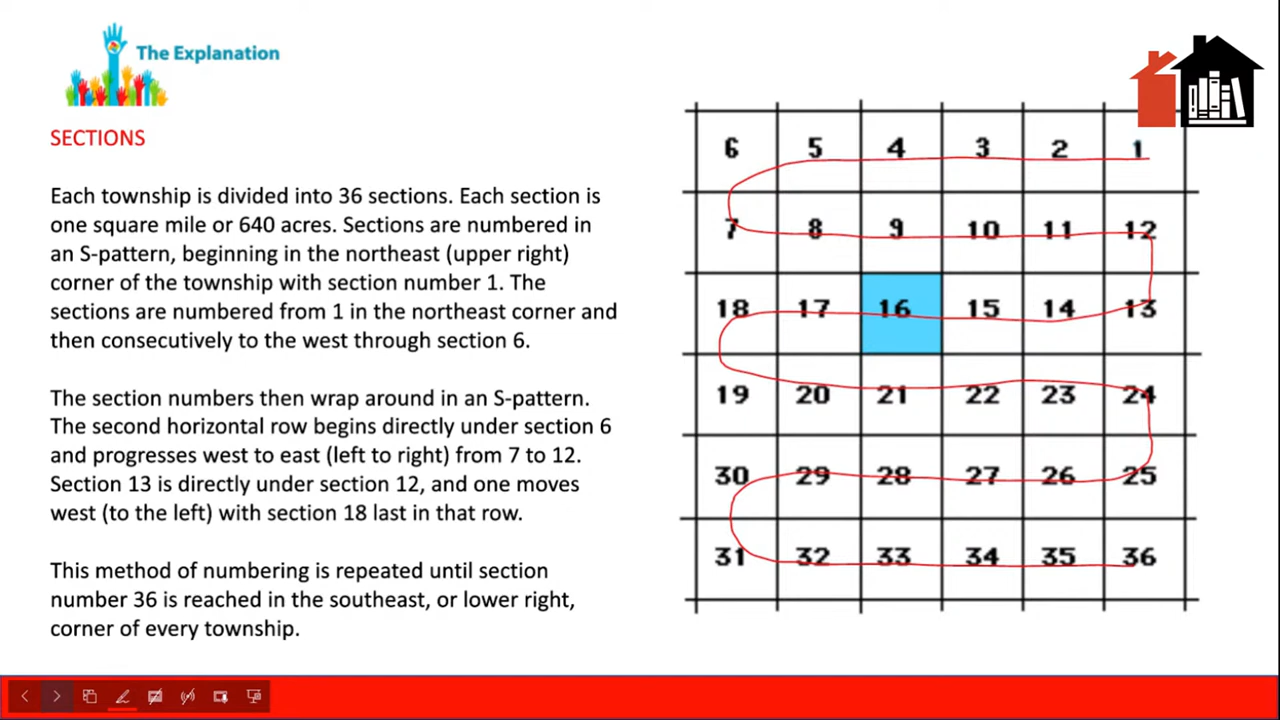 The Explanation
SECTIONS
Each township is divided into 36 sections. Each section is
one square mile or 640 acres. Sections are numbered in
an S-pattern, beginning in the northeast (upper right)
corner of the township with section number 1. The
sections are numbered from 1 in the northeast corner and
then consecutively to the west through section 6.
The section numbers then wrap around in an S-pattern.
The second horizontal row begins directly under section 6
and progresses west to east (left to right) from 7 to 12.
Section 13 is directly under section 12, and one moves
west (to the left) with section 18 last in that row.
This method of numbering is repeated until section
number 36 is reached in the southeast, or lower right,
corner of every township.
6 5 4 3 2 1
7 8 9 10 11 12
18 17 16 15 14 13
19 20 21 22 23 24
30 29 28 27 26 25
31 32 33 34 35 36